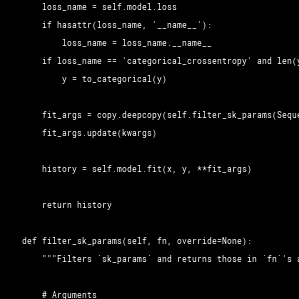 loss_name = self.model.loss
if hasattr(loss_name, '__name__'):
loss_name = loss_name.__name__
if loss_name == 'categorical_crossentropy' and len(y
y = to_categorical(y)
fit_args = copy.deepcopy(self.filter_sk_params(Seque
fit_args.update(kwargs)
history = self.model.fit(x, y, **fit_args)
return history
def filter_sk_params(self, fn, override=None):
"""Filters `sk_params` and returns those in `fn`'s a
# Arguments